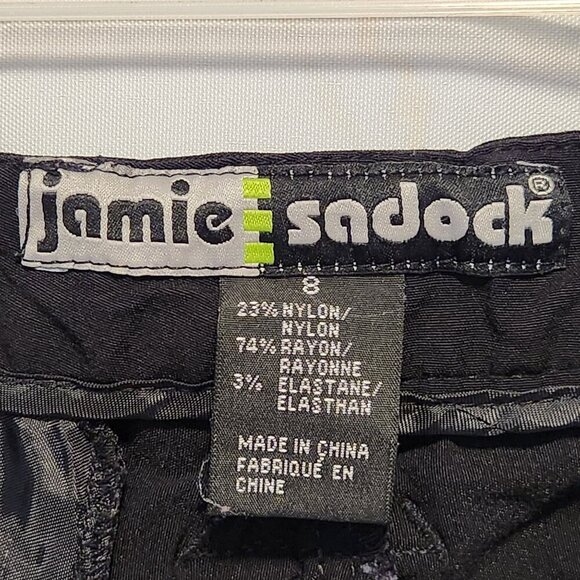 jamie sadock®
8
23% NYLON/
NYLON
74% RAYON/
RAYONNE
3% ELASTANE/
ELASTHAN
MADE IN CHINA
FABRIQUÉ EN
CHINE